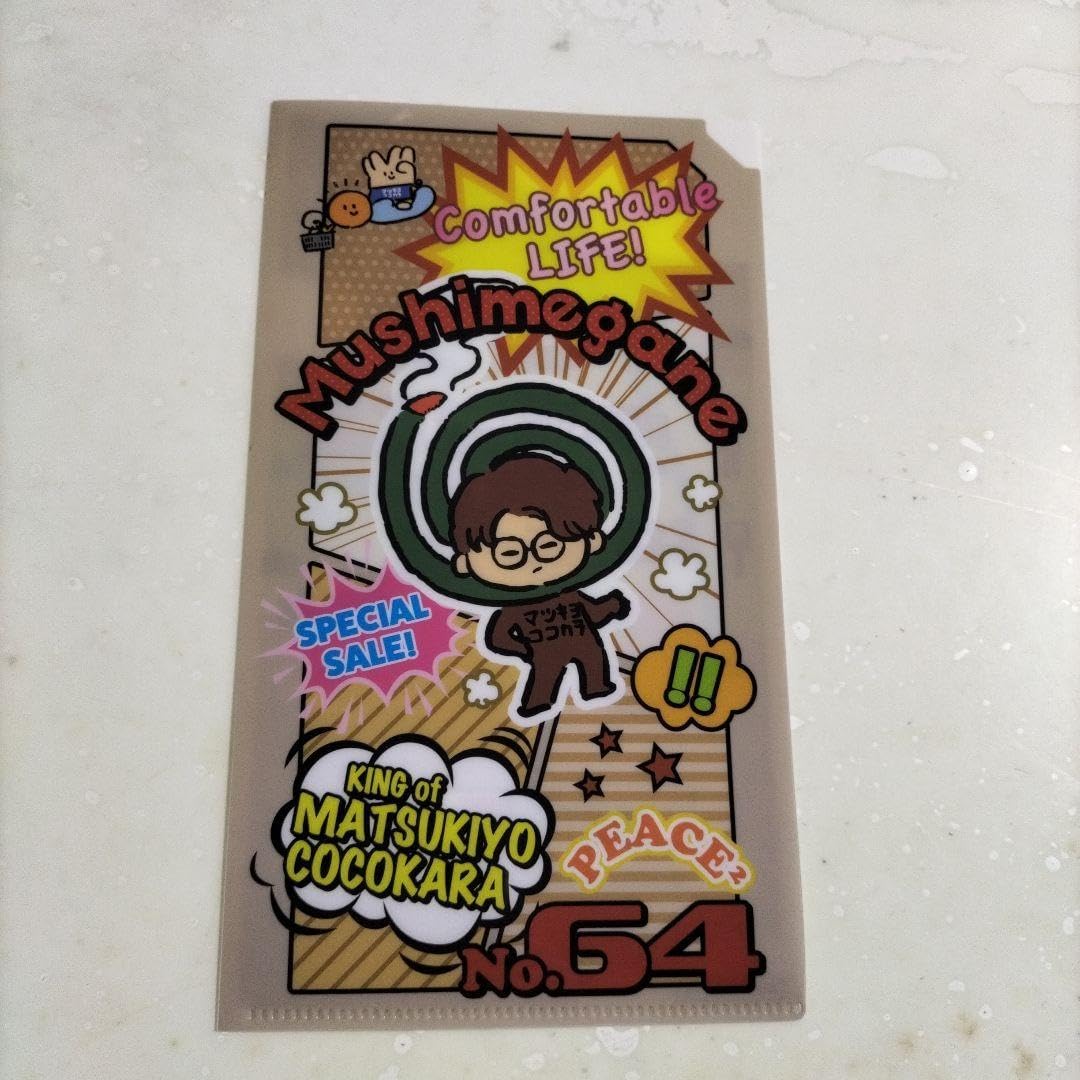 Comfortable
LIFE!
Mushimegane
マツキヨ
ココカラ
SPECIAL
SALE!
!!
KING of
MATSUKIYO
COCOKARA
PEACE²
No.64